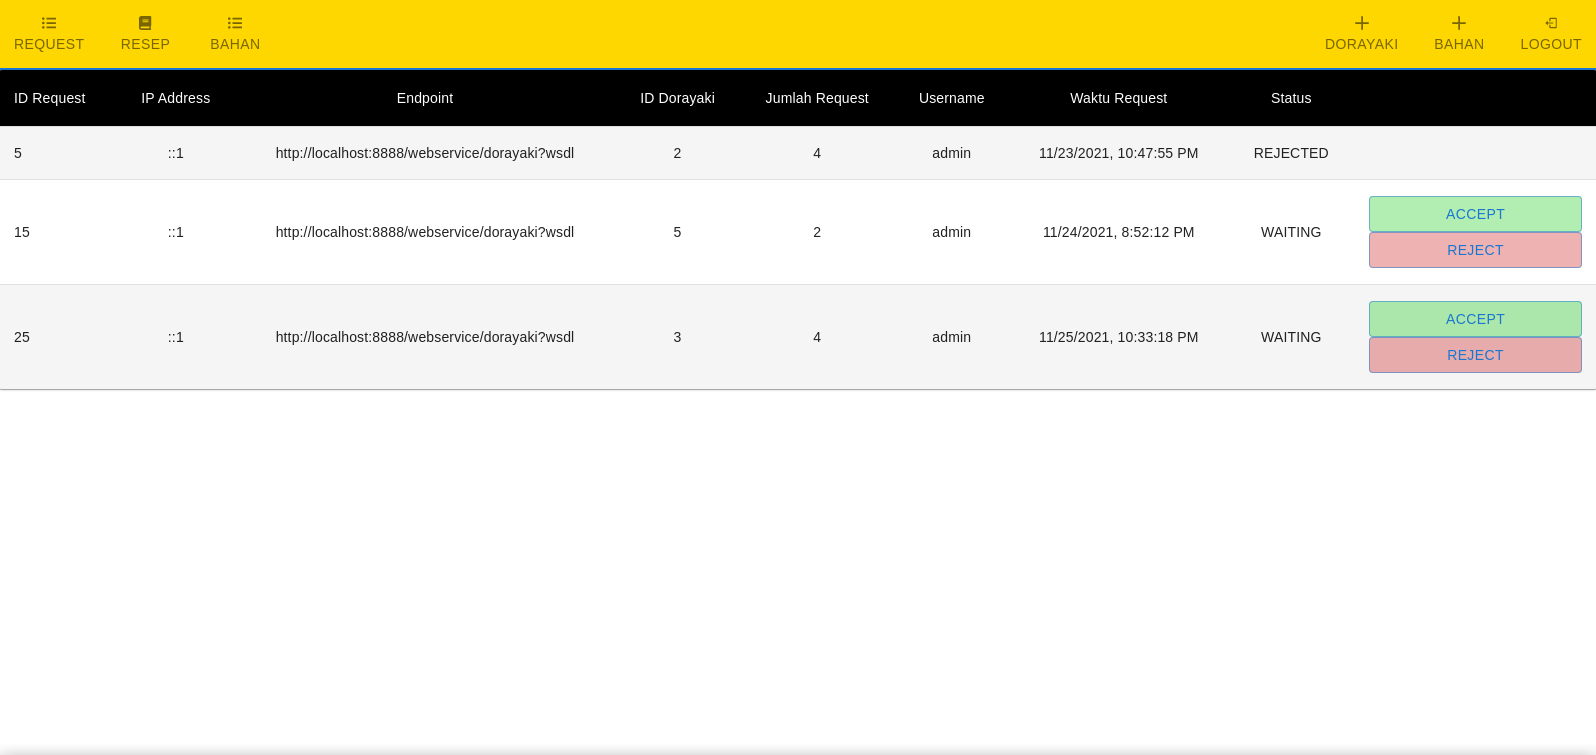 REQUEST RESEP BAHAN DORAYAKI BAHAN LOGOUT
ID Request IP Address Endpoint ID Dorayaki Jumlah Request Username Waktu Request Status
5 ::1 http://localhost:8888/webservice/dorayaki?wsdl 2 4 admin 11/23/2021, 10:47:55 PM REJECTED
15 ::1 http://localhost:8888/webservice/dorayaki?wsdl 5 2 admin 11/24/2021, 8:52:12 PM WAITING
ACCEPT
REJECT
25 ::1 http://localhost:8888/webservice/dorayaki?wsdl 3 4 admin 11/25/2021, 10:33:18 PM WAITING
ACCEPT
REJECT